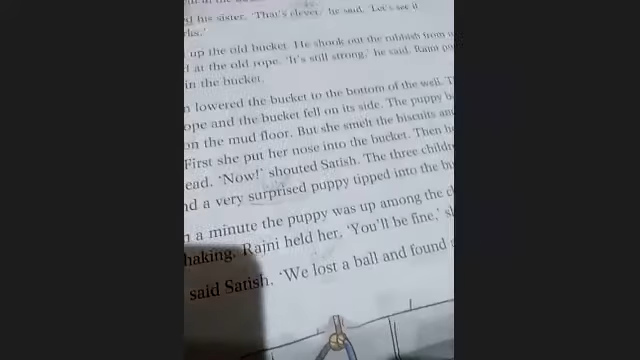 ed his sister. 'That's clever,' he said. 'Let's see it
rks.'
up the old bucket. He shook out the rubbish from
d at the old rope. 'It's still strong,' he said. Rajni
in the bucket.
n lowered the bucket to the bottom of the well.
ope and the bucket fell on its side. The puppy
on the mud floor. But she smelt the biscuits and
First she put her nose into the bucket. Then
ead. 'Now!' shouted Satish. The three
nd a very surprised puppy tipped into the
n a minute the puppy was up among the
haking. Rajni held her. 'You'll be fine,'
said Satish. 'We lost a ball and found a